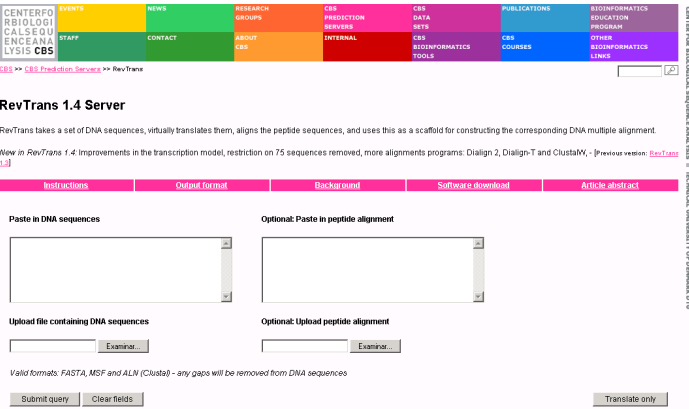 CENTERFO
RBIOLOGI
CALSEQU
ENCEANA
LYSIS CBS
EVENTS
NEWS
RESEARCH
GROUPS
CBS
PREDICTION
SERVERS
CBS
DATA
SETS
PUBLICATIONS
BIOINFORMATICS
EDUCATION
PROGRAM
STAFF
CONTACT
ABOUT
CBS
INTERNAL
CBS
BIOINFORMATICS
TOOLS
CBS
COURSES
OTHER
BIOINFORMATICS
LINKS
CBS >> CBS Prediction Servers >> RevTrans
RevTrans 1.4 Server
RevTrans takes a set of DNA sequences, virtually translates them, aligns the peptide sequences, and uses this as a scaffold for constructing the corresponding DNA multiple alignment.
New in RevTrans 1.4: Improvements in the transcription model, restriction on 75 sequences removed, more alignments programs: Dialign 2, Dialign-T and ClustalW, - [Previous version: RevTrans
1.3]
Instructions
Output format
Background
Software download
Article abstract
Paste in DNA sequences
Optional: Paste in peptide alignment
Upload file containing DNA sequences
Optional: Upload peptide alignment
Examinar...
Examinar...
Valid formats: FASTA, MSF and ALN (Clustal) - any gaps will be removed from DNA sequences
Submit query
Clear fields
Translate only